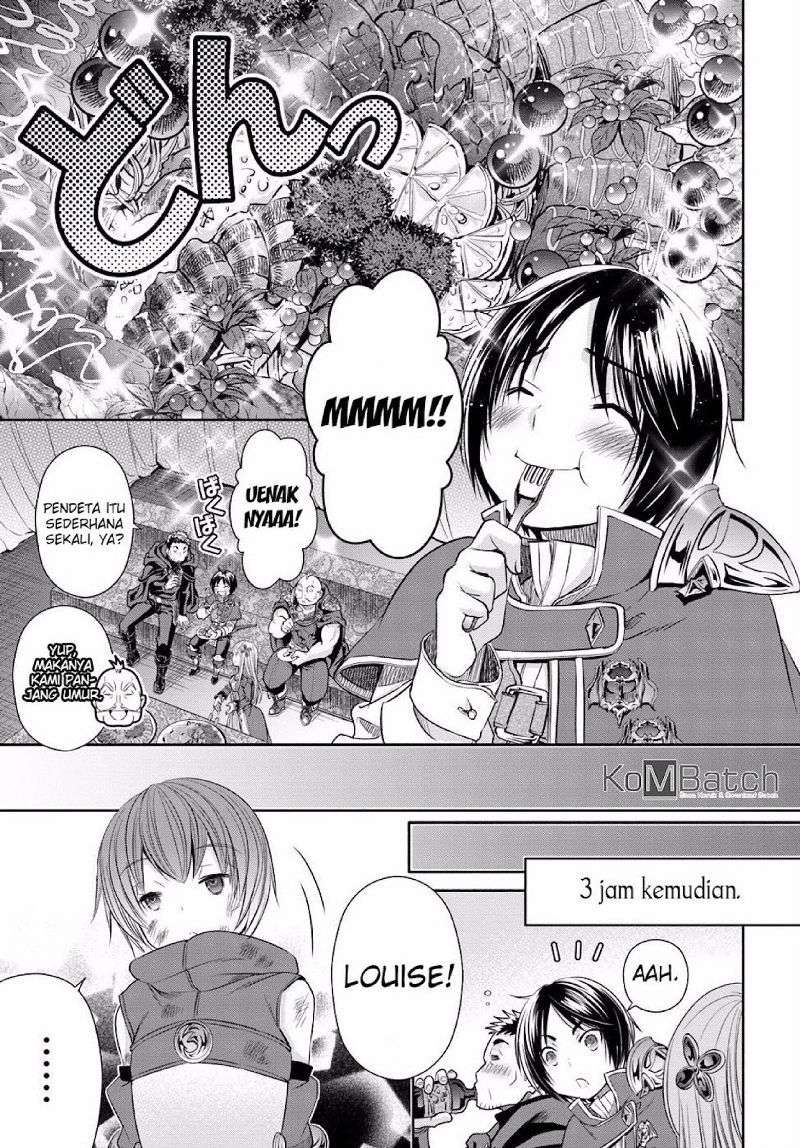 どんっ
MMMM!!
UENAK
NYAAA!
ぱくぱく
PENDETA ITU
SEDERHANA
SEKALI, YA?
YUP,
MAKANYA
KAMI PAN-
JANG UMUR
KoMBatch
3 jam kemudian.
AAH.
LOUISE!
......